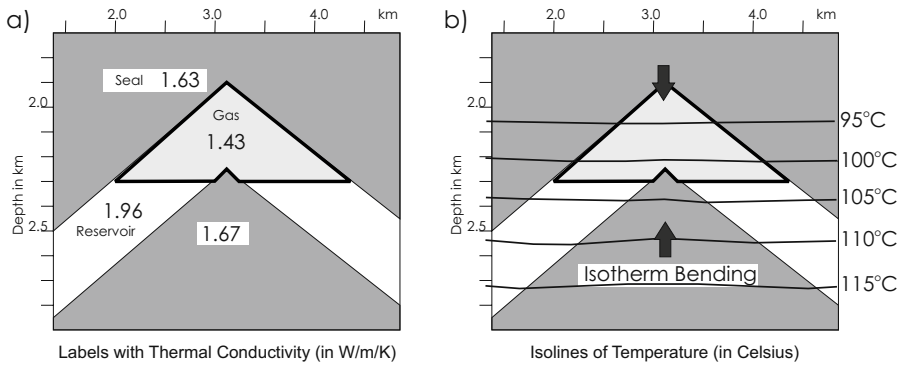 a)
2.0 3.0 4.0 km
Seal 1.63
Gas
1.43
1.96
Reservoir
1.67
2.0
2.5
Depth in km
Labels with Thermal Conductivity (in W/m/K)
b)
2.0 3.0 4.0 km
95°C
100°C
105°C
110°C
115°C
Isotherm Bending
2.0
2.5
Depth in km
Isolines of Temperature (in Celsius)